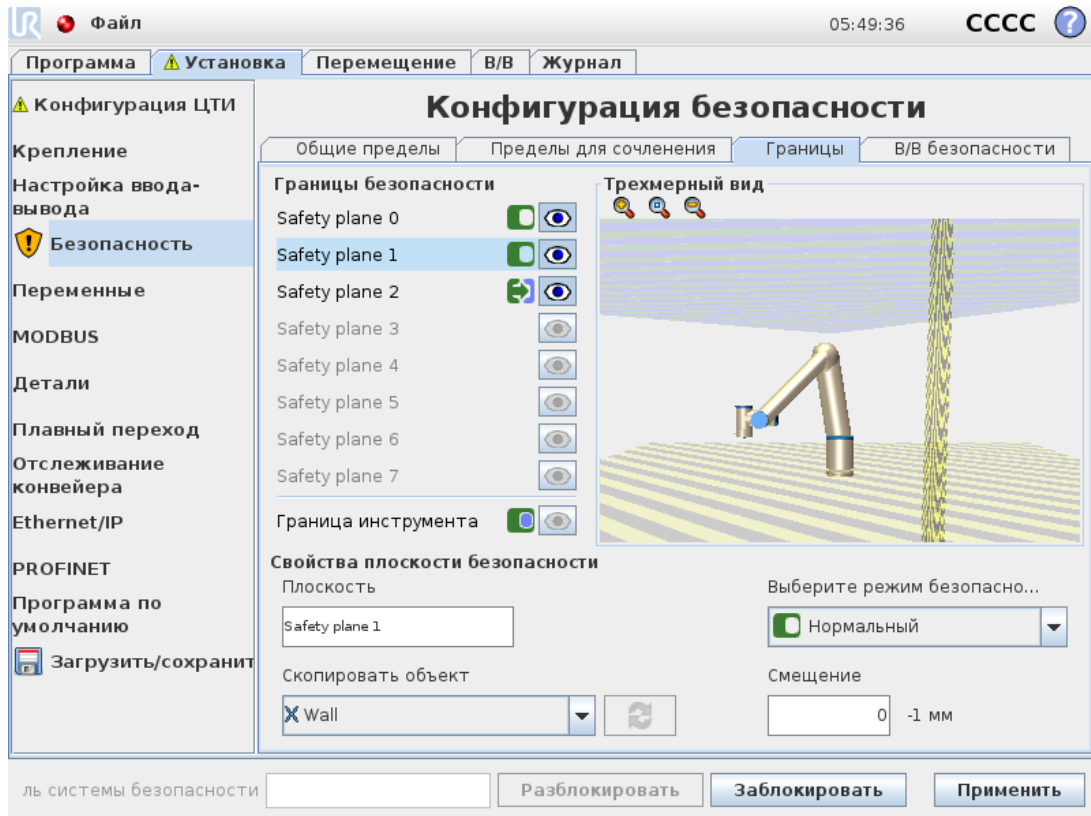 UR
Файл
05:49:36
CCCC
?
Программа
Установка
Перемещение
В/В
Журнал
Конфигурация ЦТИ
Крепление
Настройка ввода-
вывода
Безопасность
Переменные
MODBUS
Детали
Плавный переход
Отслеживание
конвейера
Ethernet/IP
PROFINET
Программа по
умолчанию
Загрузить/сохранит
Конфигурация безопасности
Общие пределы
Пределы для сочленения
Границы
В/В безопасности
Границы безопасности
Safety plane 0
Safety plane 1
Safety plane 2
Safety plane 3
Safety plane 4
Safety plane 5
Safety plane 6
Safety plane 7
Граница инструмента
Трехмерный вид
Свойства плоскости безопасности
Плоскость
Safety plane 1
Скопировать объект
Wall
Выберите режим безопасно...
Нормальный
Смещение
0 -1 мм
ль системы безопасности
Разблокировать
Заблокировать
Применить